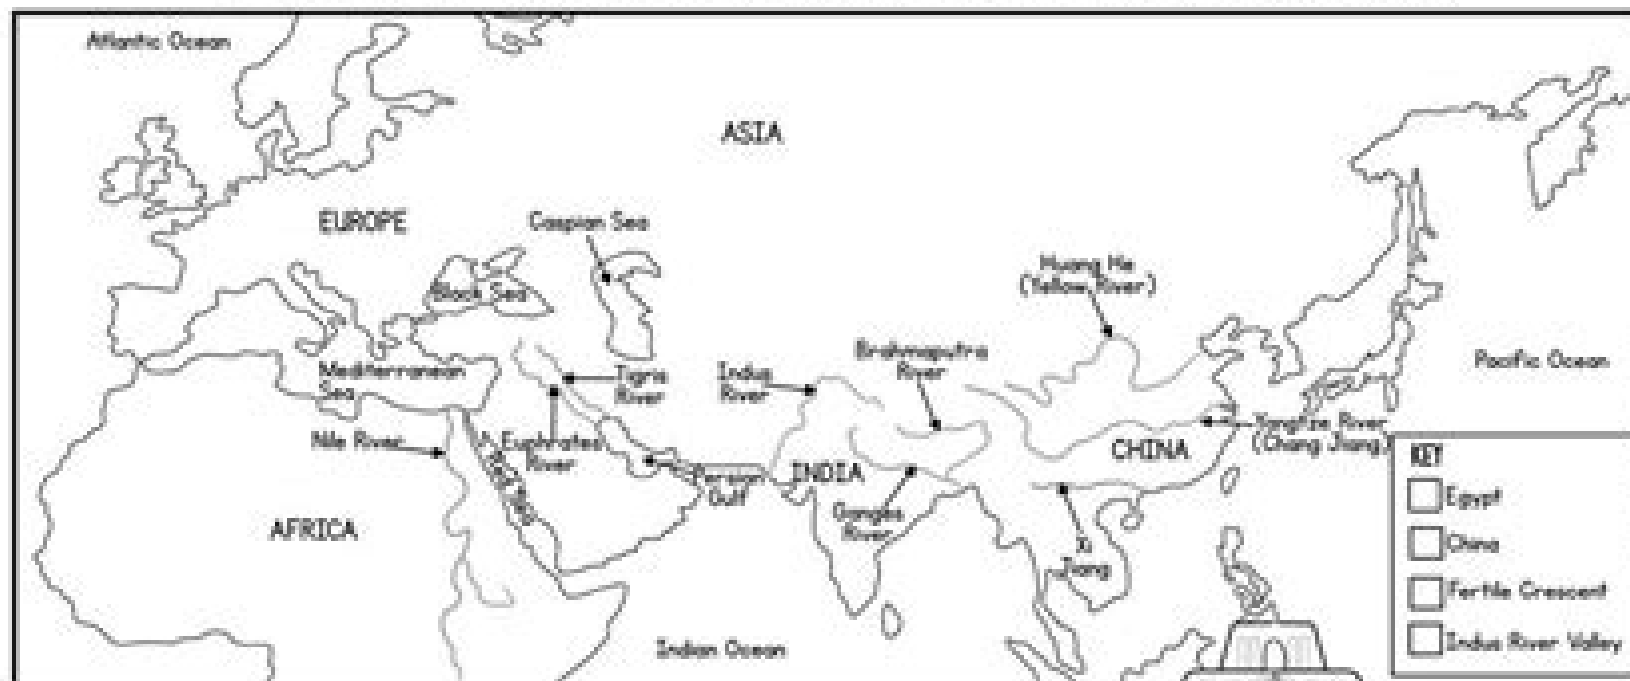 Atlantic Ocean
ASIA
EUROPE
Caspian Sea
Black Sea
Huang He
(Yellow River)
Brahmaputra
River
Pacific Ocean
Mediterranean
Sea
Tigris
River
Indus
River
Nile River
Euphrates
River
Red Sea
Persian
Gulf
INDIA
CHINA
Yangtze River
(Chang Jiang)
Ganges
River
Xi
Jiang
AFRICA
Indian Ocean
KEY
Egypt
China
Fertile Crescent
Indus River Valley